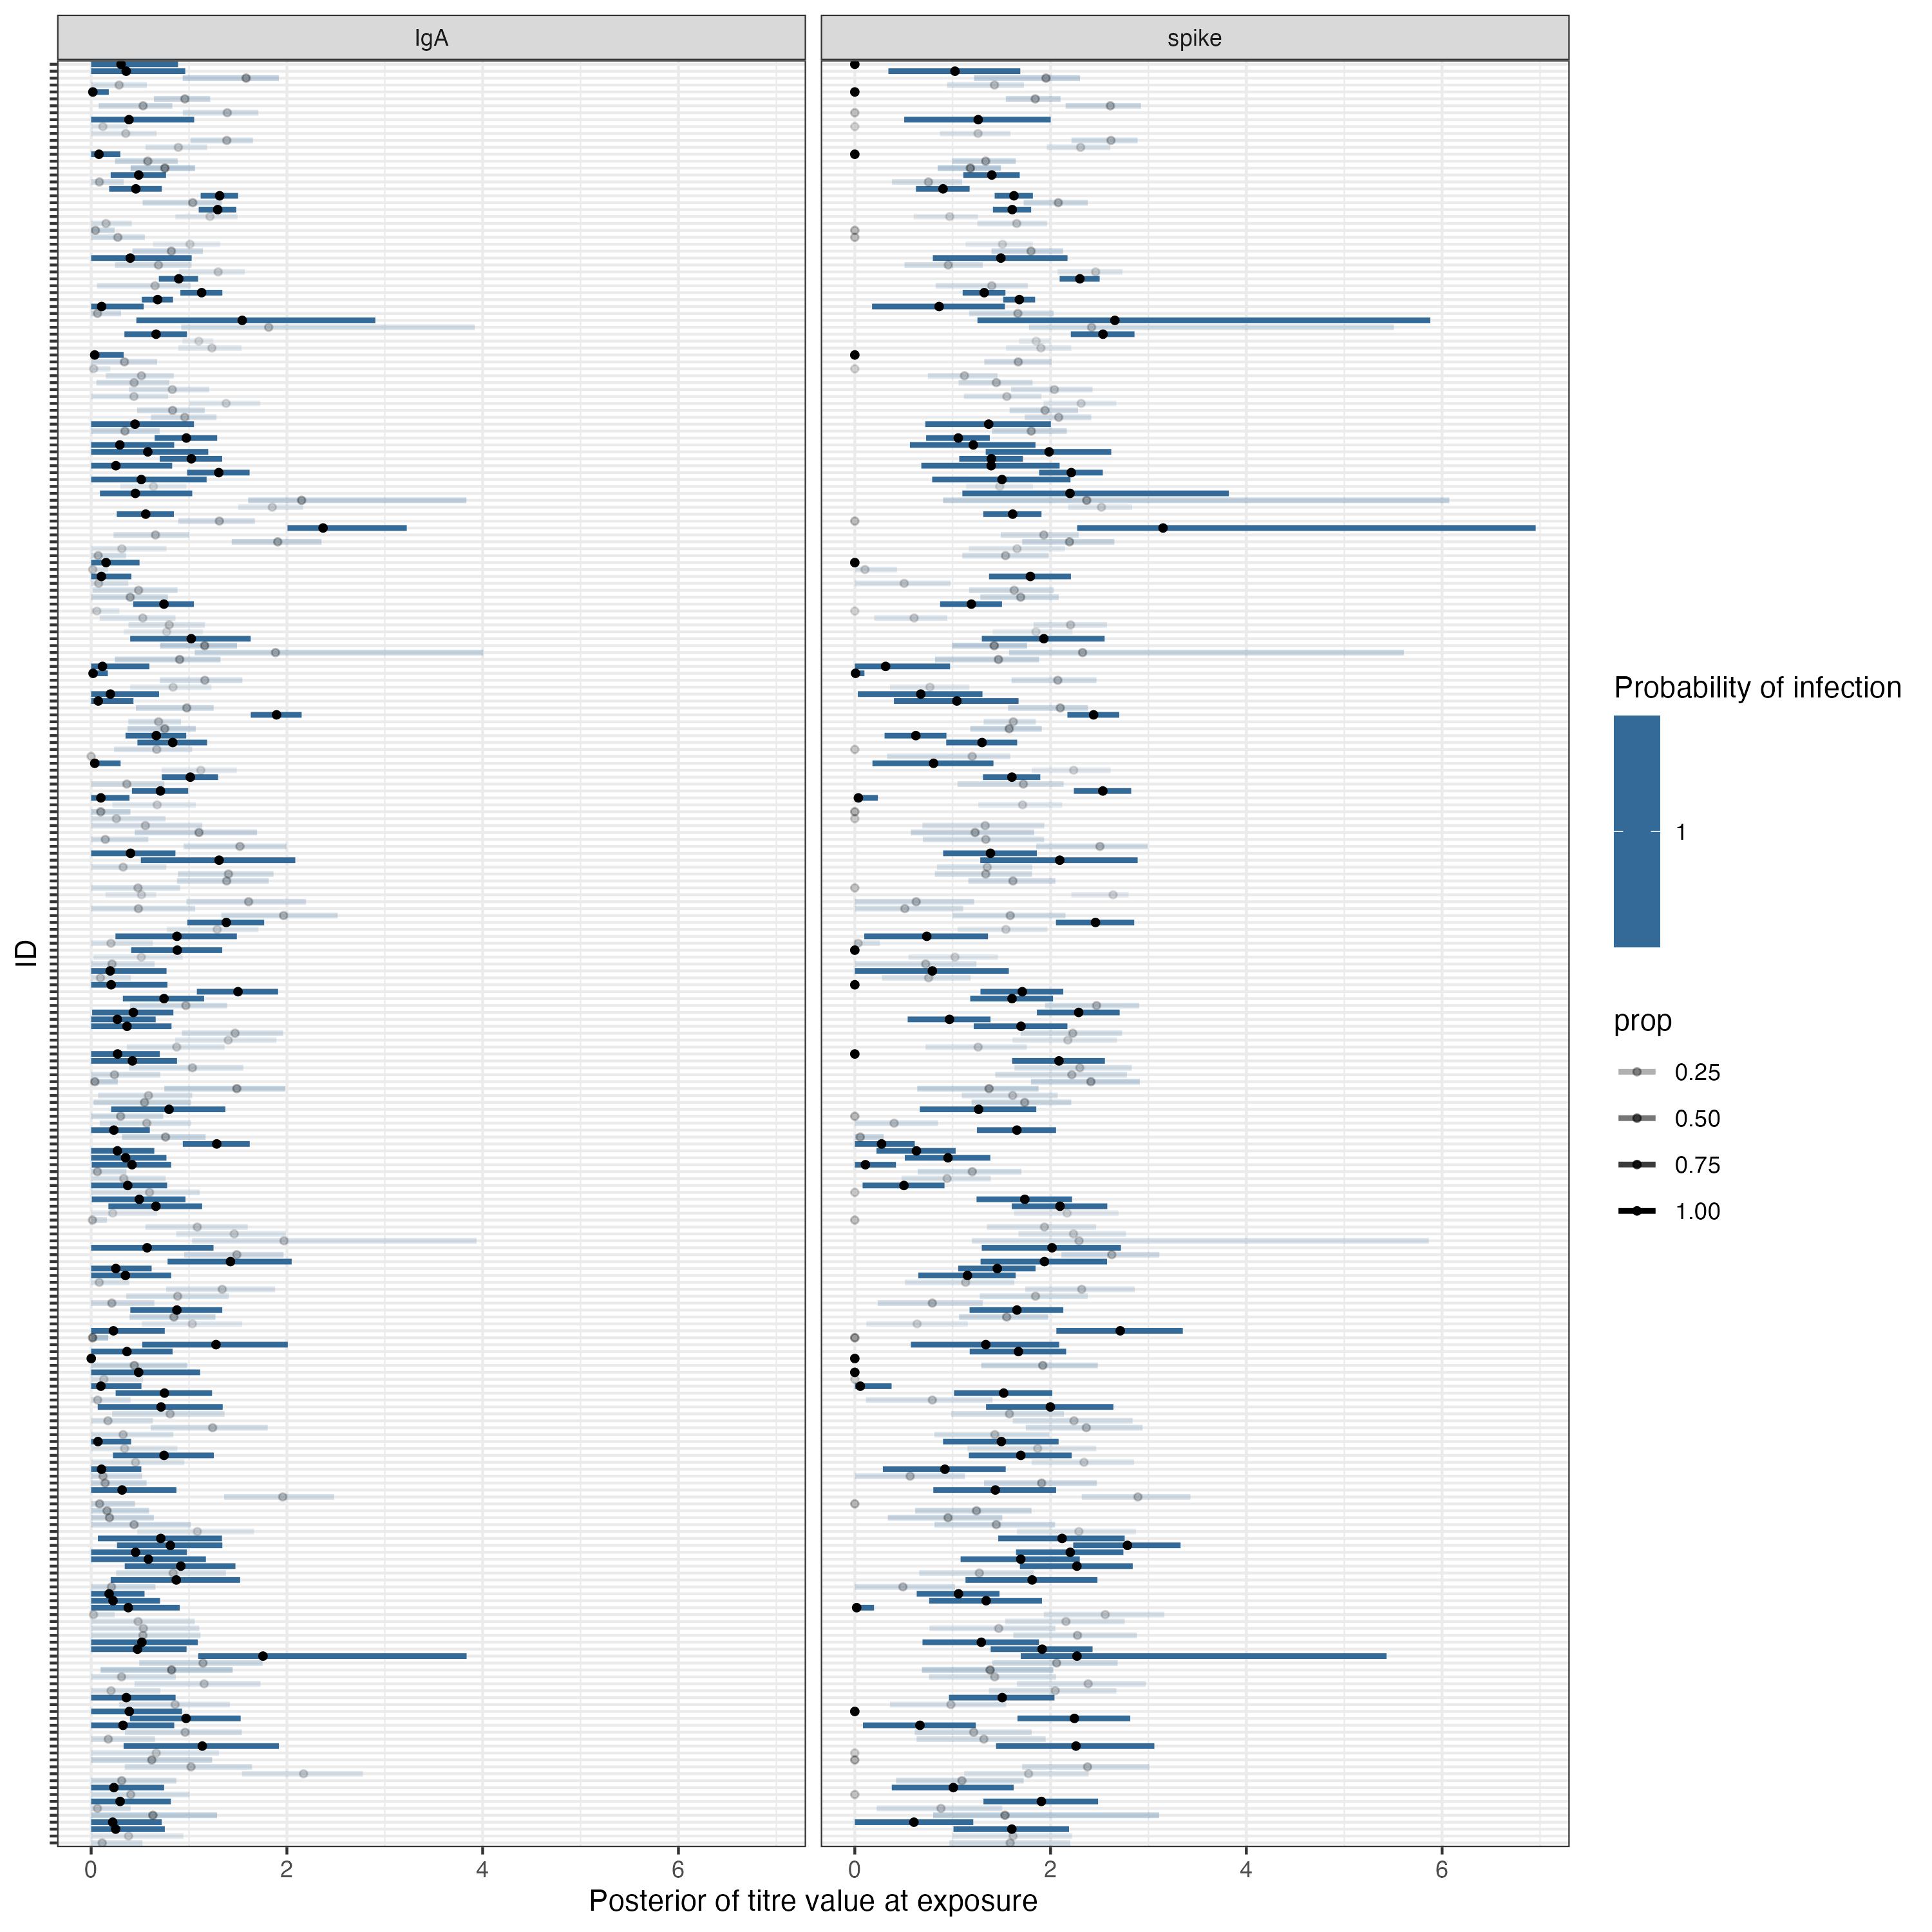 IgA
spike
ID
0
2
4
6
0
2
4
6
Posterior of titre value at exposure
Probability of infection
1
prop
0.25
0.50
0.75
1.00